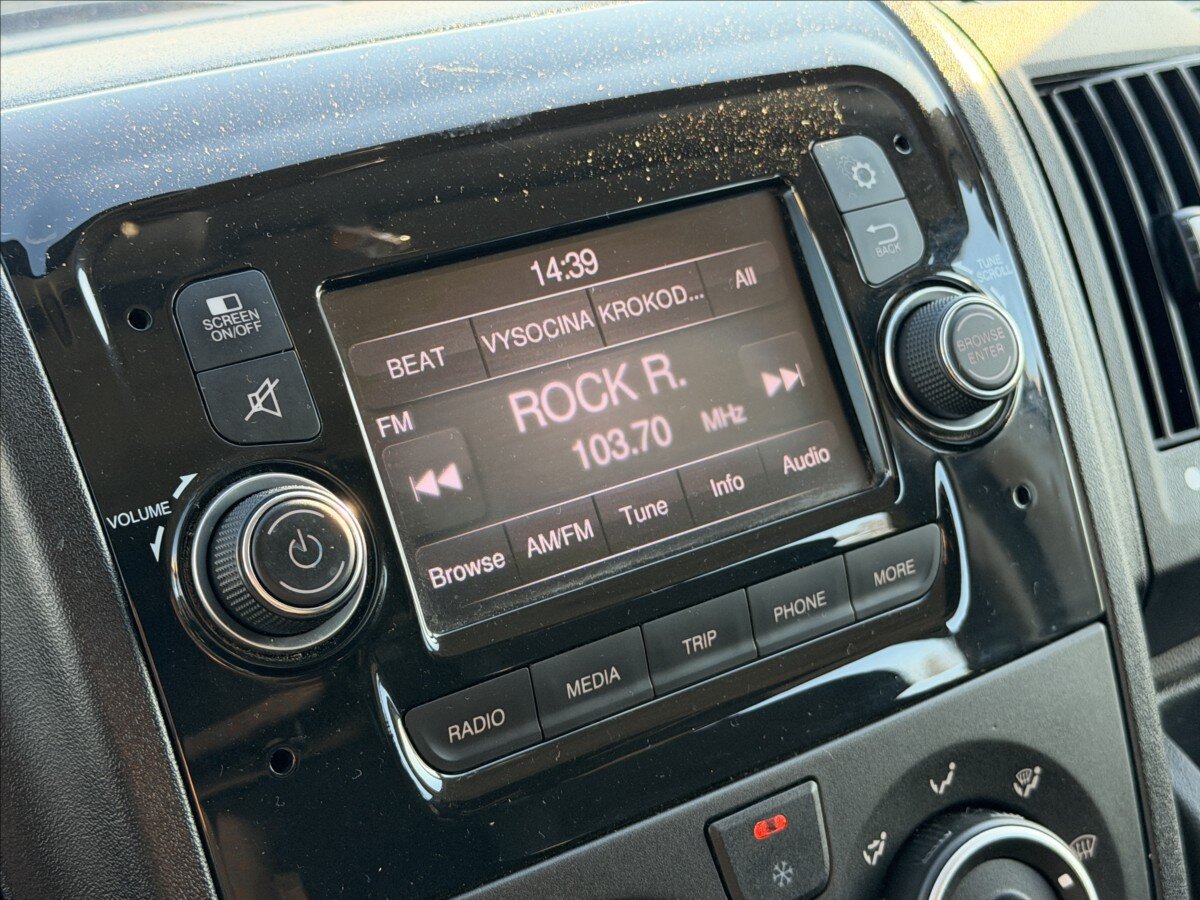 14:39
BEAT VYSOCINA KROKOD... All
FM
ROCK R.
103.70 MHz
Browse AM/FM Tune Info Audio
SCREEN
ON/OFF
BACK
TUNE
SCROLL
BROWSE
ENTER
VOLUME
RADIO MEDIA TRIP PHONE MORE